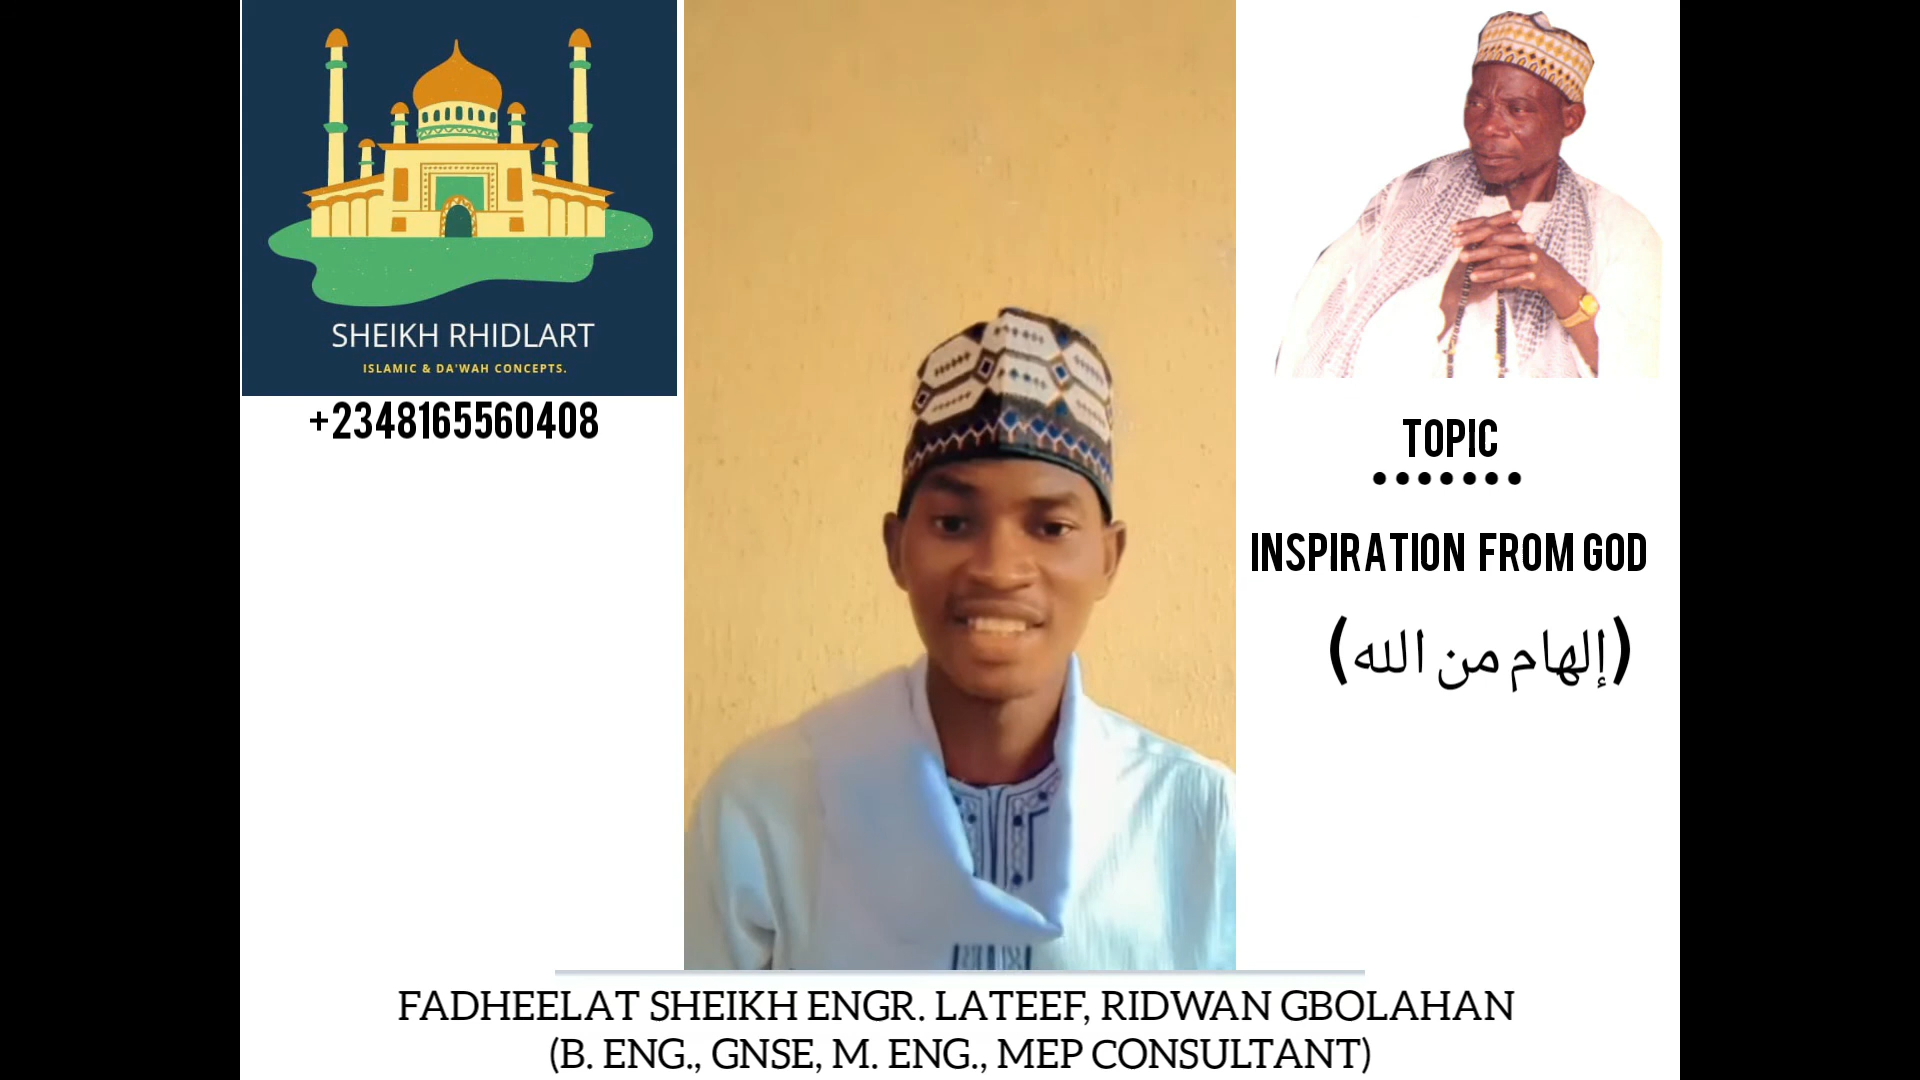 SHEIKH RHIDLART
ISLAMIC & DA'WAH CONCEPTS.
+2348165560408
TOPIC
•••••••
INSPIRATION FROM GOD
(إلهام من الله)
FADHEELAT SHEIKH ENGR. LATEEF, RIDWAN GBOLAHAN
(B. ENG., GNSE, M. ENG., MEP CONSULTANT)